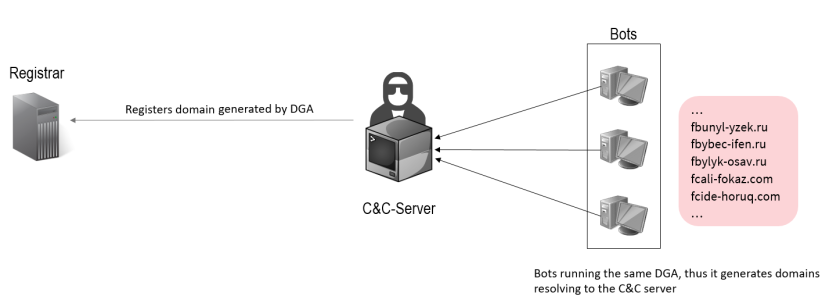 Bots
Registrar
Registers domain generated by DGA
C&C-Server
...
fbunyl-yzek.ru
fbybec-ifen.ru
fbylyk-osav.ru
fcali-fokaz.com
fcide-horuq.com
...
Bots running the same DGA, thus it generates domains
resolving to the C&C server